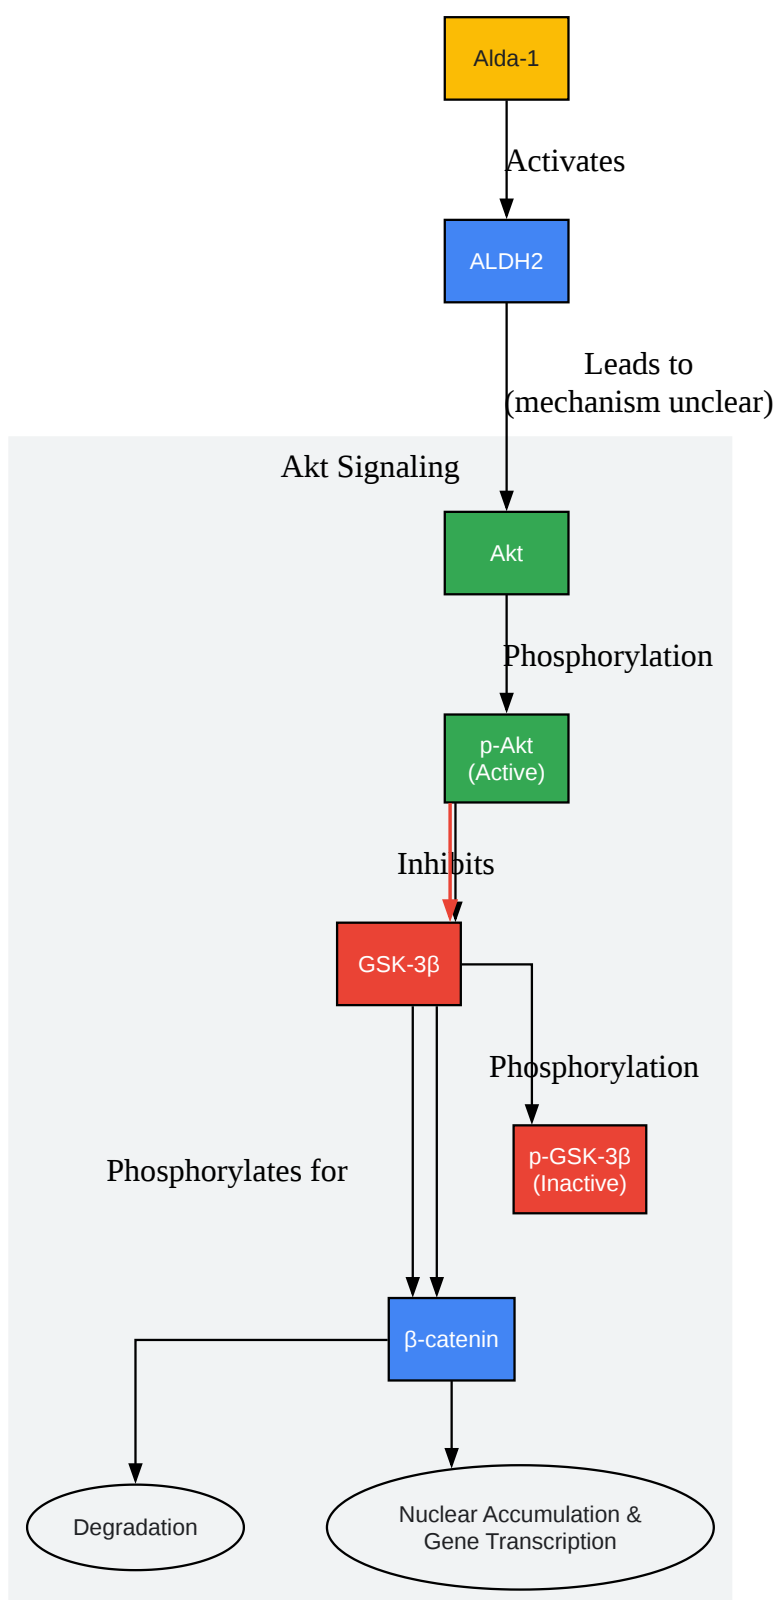 Alda-1
Activates
ALDH2
Leads to
(mechanism unclear)
Akt Signaling
Akt
Phosphorylation
p-Akt
(Active)
Inhibits
GSK-3β
Phosphorylation
p-GSK-3β
(Inactive)
Phosphorylates for
β-catenin
Degradation
Nuclear Accumulation &
Gene Transcription